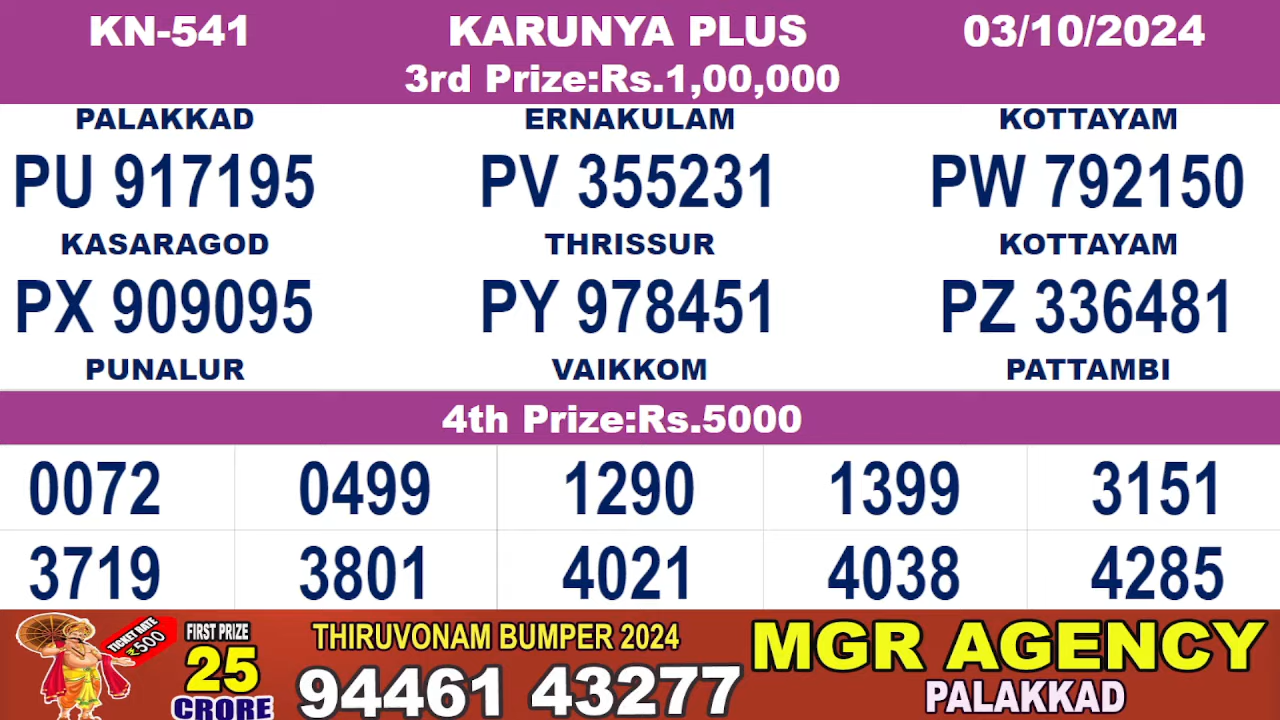 KN-541 KARUNYA PLUS 03/10/2024
3rd Prize:Rs.1,00,000
PALAKKAD ERNAKULAM KOTTAYAM
PU 917195 PV 355231 PW 792150
KASARAGOD THRISSUR KOTTAYAM
PX 909095 PY 978451 PZ 336481
PUNALUR VAIKKOM PATTAMBI
4th Prize:Rs.5000
0072 0499 1290 1399 3151
3719 3801 4021 4038 4285
TICKET RATE
₹500
FIRST PRIZE
25
CRORE
THIRUVONAM BUMPER 2024
94461 43277
MGR AGENCY
PALAKKAD